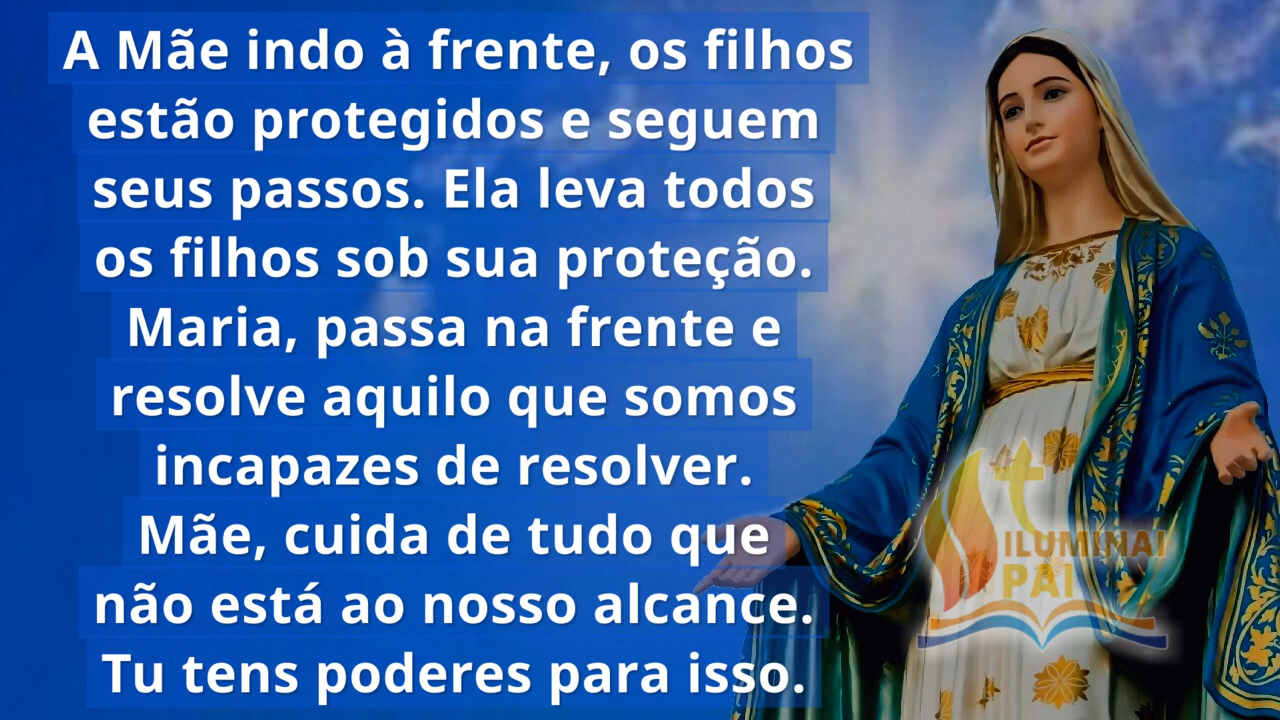 A Mãe indo à frente, os filhos
estão protegidos e seguem
seus passos. Ela leva todos
os filhos sob sua proteção.
Maria, passa na frente e
resolve aquilo que somos
incapazes de resolver.
Mãe, cuida de tudo que
não está ao nosso alcance.
Tu tens poderes para isso.
ILUMINAI
PAI